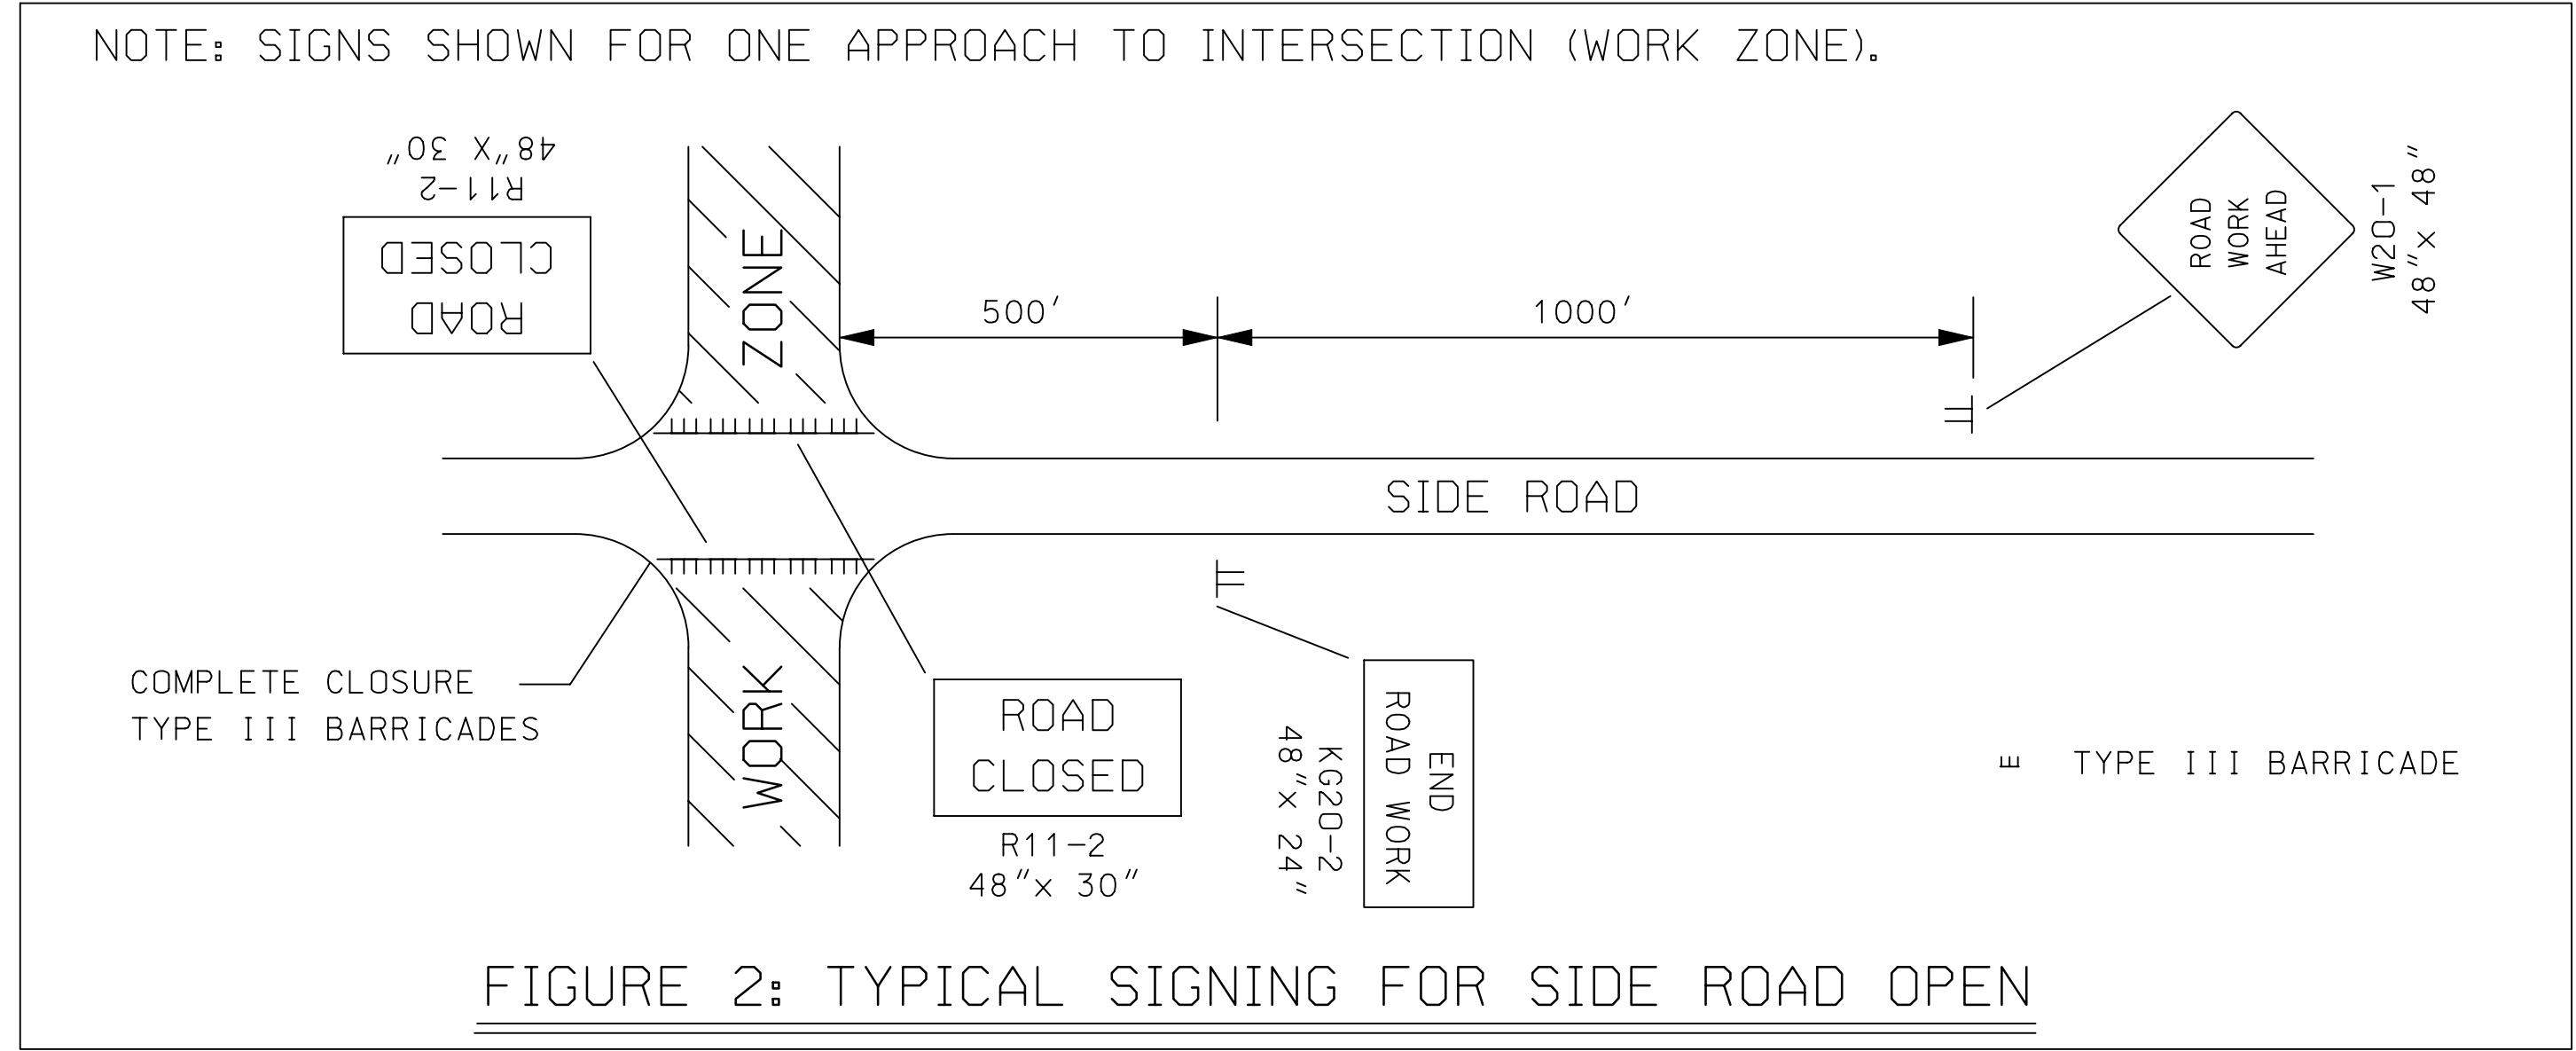 NOTE: SIGNS SHOWN FOR ONE APPROACH TO INTERSECTION (WORK ZONE).
ROAD
CLOSED
R11-2
48"X 30"
ZONE
500'
1000'
ROAD
WORK
AHEAD
W20-1
48"x 48"
SIDE ROAD
COMPLETE CLOSURE
TYPE III BARRICADES
WORK
ROAD
CLOSED
R11-2
48"x 30"
END
ROAD WORK
KG20-2
48"x 24"
TYPE III BARRICADE
FIGURE 2: TYPICAL SIGNING FOR SIDE ROAD OPEN